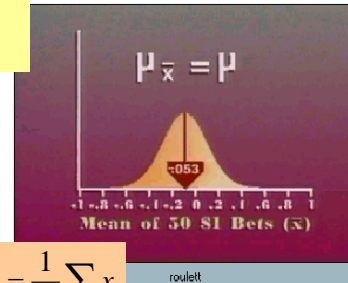 μx̄ = μ
-.053
-1 -.8 -.6 -.4 -.2 0 .2 .4 .6 .8 1
Mean of 50 $1 Bets (x̄)
= 1 ∑ x
roulett